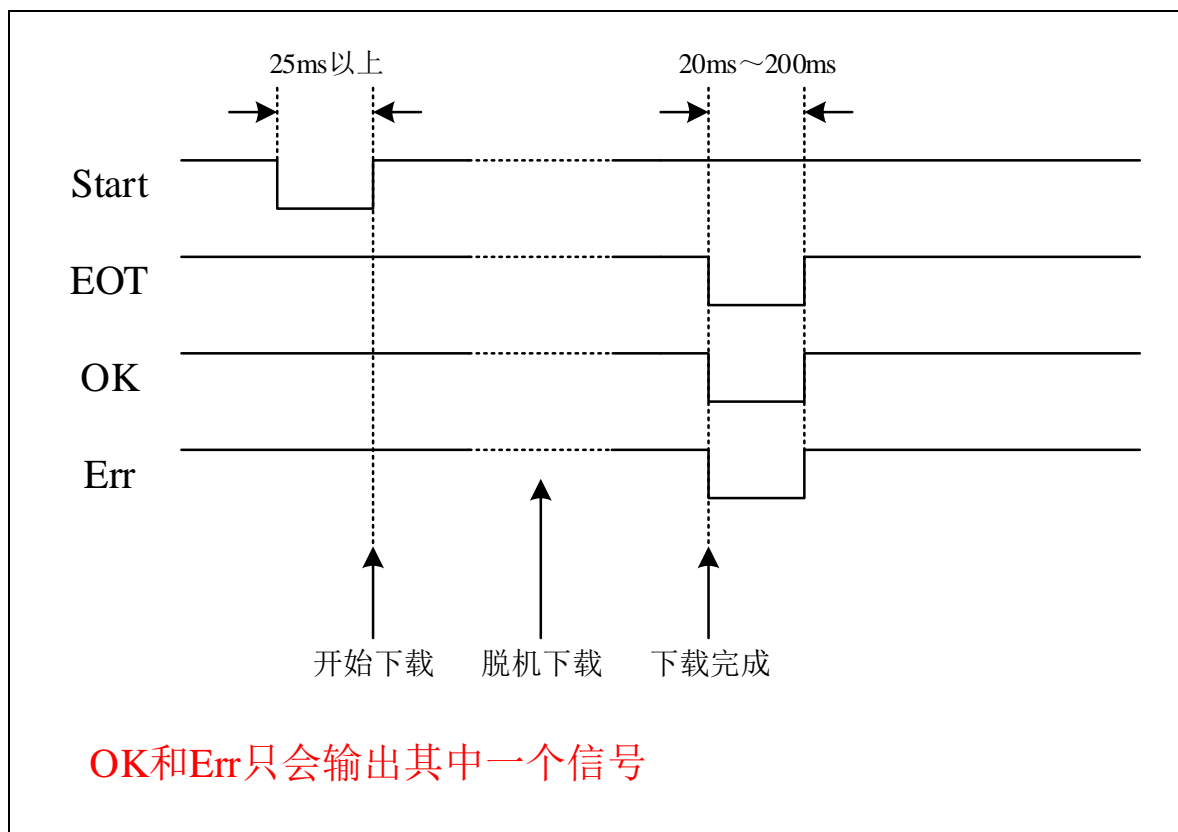 25ms以上
20ms～200ms
Start
EOT
OK
Err
开始下载
脱机下载
下载完成
OK和Err只会输出其中一个信号